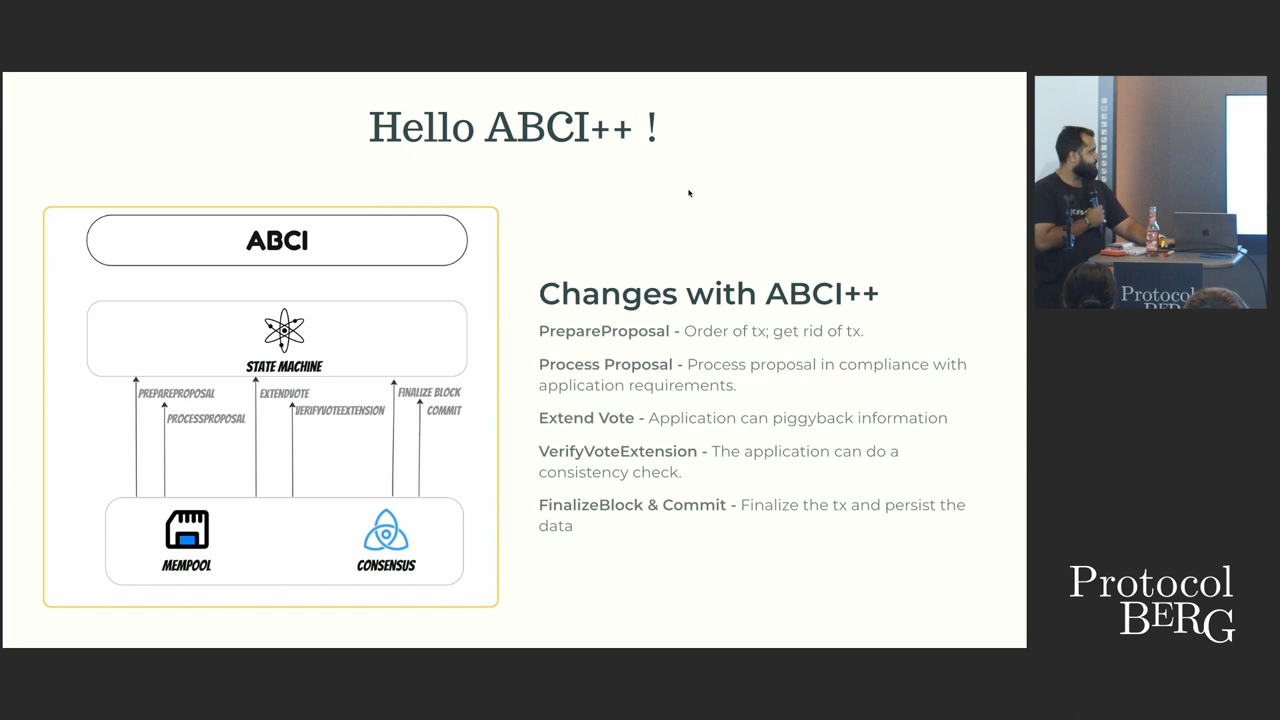 Hello ABCI++ !
ABCI
STATE MACHINE
PREPAREPROPOSAL
PROCESSPROPOSAL
EXTENDVOTE
VERIFYVOTEEXTENSION
FINALIZE BLOCK
COMMIT
MEMPOOL
CONSENSUS
Changes with ABCI++
PrepareProposal - Order of tx; get rid of tx.
Process Proposal - Process proposal in compliance with
application requirements.
Extend Vote - Application can piggyback information
VerifyVoteExtension - The application can do a
consistency check.
FinalizeBlock & Commit - Finalize the tx and persist the
data
Protocol
BERG
Protocol
BERG